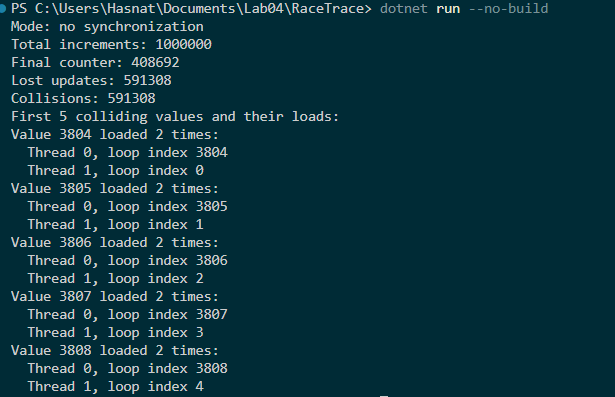 PS C:\Users\Hasnat\Documents\Lab04\RaceTrace> dotnet run --no-build
Mode: no synchronization
Total increments: 1000000
Final counter: 408692
Lost updates: 591308
Collisions: 591308
First 5 colliding values and their loads:
Value 3804 loaded 2 times:
  Thread 0, loop index 3804
  Thread 1, loop index 0
Value 3805 loaded 2 times:
  Thread 0, loop index 3805
  Thread 1, loop index 1
Value 3806 loaded 2 times:
  Thread 0, loop index 3806
  Thread 1, loop index 2
Value 3807 loaded 2 times:
  Thread 0, loop index 3807
  Thread 1, loop index 3
Value 3808 loaded 2 times:
  Thread 0, loop index 3808
  Thread 1, loop index 4